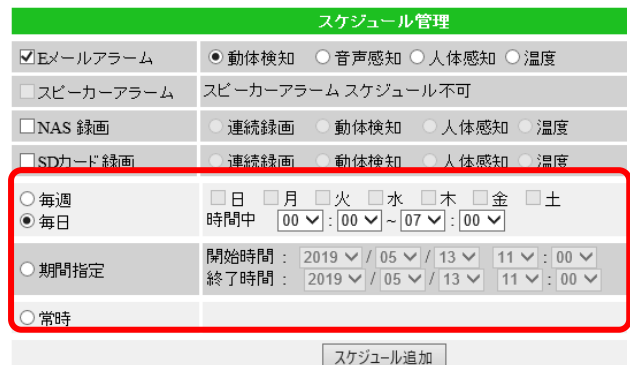 スケジュール管理
Eメールアラーム 動体検知 音声感知 人体感知 温度
スピーカーアラーム スピーカーアラーム スケジュール不可
NAS 録画 連続録画 動体検知 人体感知 温度
SDカード録画 連続録画 動体検知 人体感知 温度
毎週 日 月 火 水 木 金 土
毎日 時間中 00 : 00 ~ 07 : 00
期間指定 開始時間 : 2019 / 05 / 13 11 : 00
終了時間 : 2019 / 05 / 13 11 : 00
常時
スケジュール追加